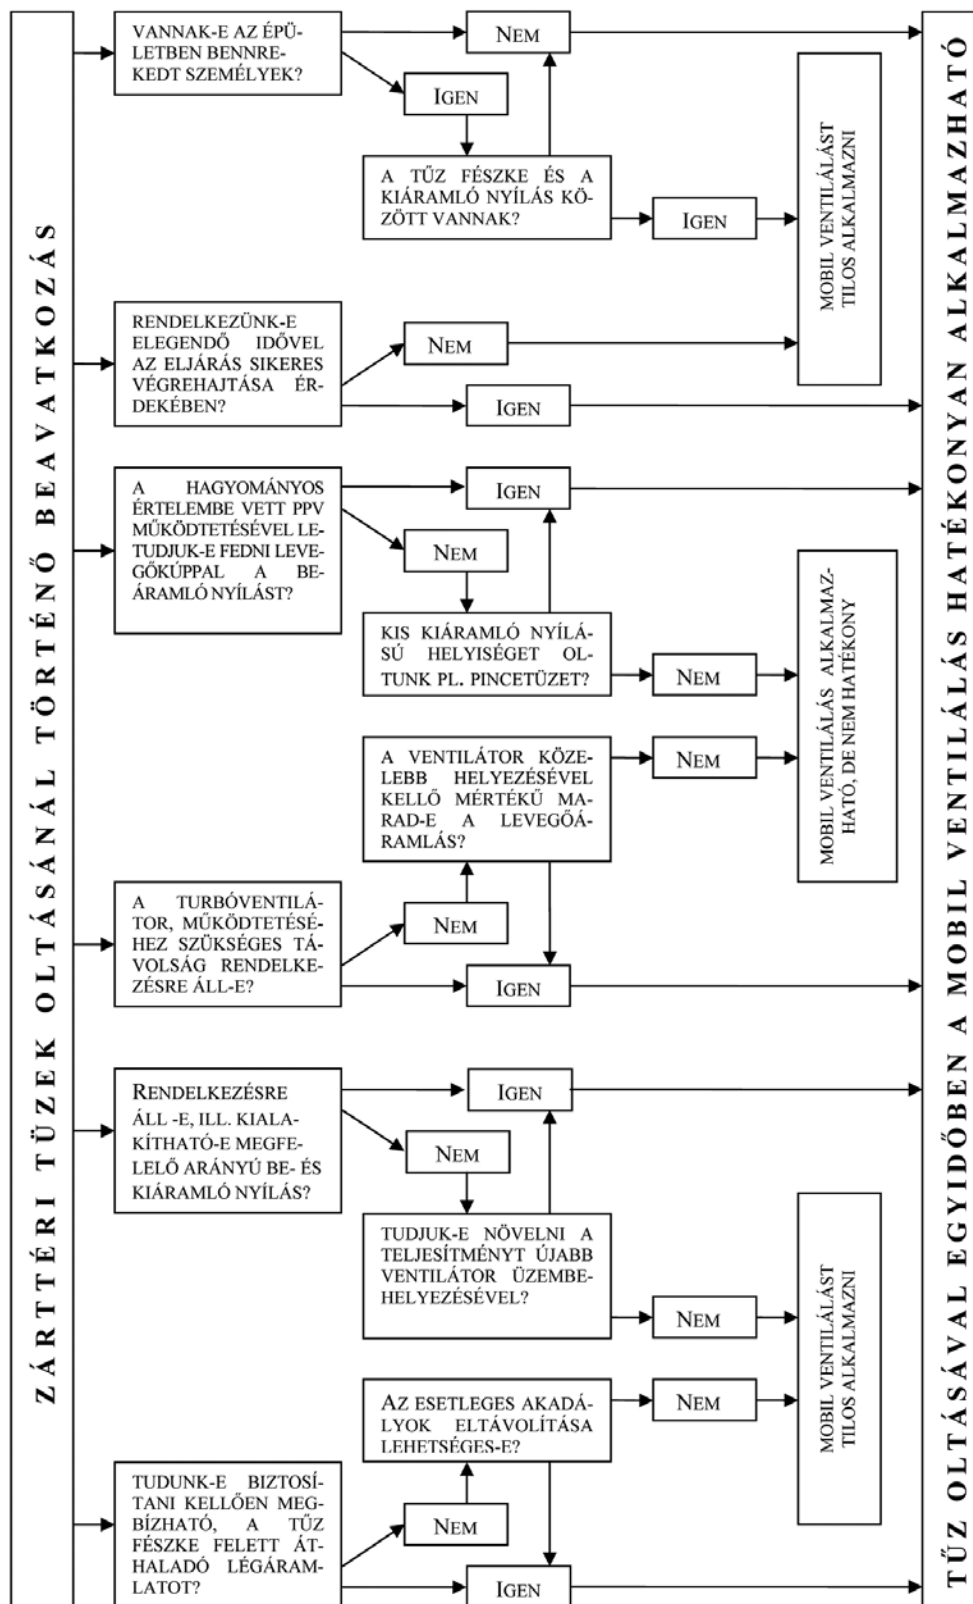 ZÁRTTÉRI TÜZEK OLTÁSÁNÁL TÖRTÉNŐ BEAVATKOZÁS
VANNAK-E AZ ÉPÜ-
LETBEN BENNRE-
KEDT SZEMÉLYEK?
NEM
IGEN
A TŰZ FÉSZKE ÉS A
KIÁRAMLÓ NYÍLÁS KÖ-
ZÖTT VANNAK?
IGEN
MOBIL VENTILÁLÁST
TILOS ALKALMAZNI
RENDELKEZÜNK-E
ELEGENDŐ IDŐVEL
AZ ELJÁRÁS SIKERES
VÉGREHAJTÁSA ÉR-
DEKÉBEN?
NEM
IGEN
A HAGYOMÁNYOS
ÉRTELEMBE VETT PPV
MŰKÖDTETÉSÉVEL LE-
TUDJUK-E FEDNI LEVE-
GŐKÚPPAL A BE-
ÁRAMLÓ NYÍLÁST?
IGEN
NEM
KIS KIÁRAMLÓ NYÍLÁ-
SÚ HELYISÉGET OL-
TUNK PL. PINCETÜZET?
NEM
MOBIL VENTILÁLÁS ALKALMAZ-
HATÓ, DE NEM HATÉKONY
A VENTILÁTOR KÖZE-
LEBB HELYEZÉSÉVEL
KELLŐ MÉRTÉKŰ MA-
RAD-E A LEVEGŐÁ-
RAMLÁS?
NEM
A TURBÓVENTILÁ-
TOR, MŰKÖDTETÉSÉ-
HEZ SZÜKSÉGES TÁ-
VOLSÁG RENDELKE-
ZÉSRE ÁLL-E?
NEM
IGEN
RENDELKEZÉSRE
ÁLL -E, ILL. KIALA-
KÍTHATÓ-E MEGFE-
LELŐ ARÁNYÚ BE- ÉS
KIÁRAMLÓ NYÍLÁS?
IGEN
NEM
TUDJUK-E NÖVELNI A
TELJESÍTMÉNYT ÚJABB
VENTILÁTOR ÜZEMBE-
HELYEZÉSÉVEL?
NEM
MOBIL VENTILÁLÁST
TILOS ALKALMAZNI
AZ ESETLEGES AKADÁ-
LYOK ELTÁVOLÍTÁSA
LEHETSÉGES-E?
NEM
TUDUNK-E BIZTOSÍ-
TANI KELLŐEN MEG-
BÍZHATÓ, A TŰZ
FÉSZKE FELETT ÁT-
HALADÓ LÉGÁRAM-
LATOT?
NEM
IGEN
TŰZ OLTÁSÁVAL EGYIDŐBEN A MOBIL VENTILÁLÁS HATÉKONYAN ALKALMAZHATÓ